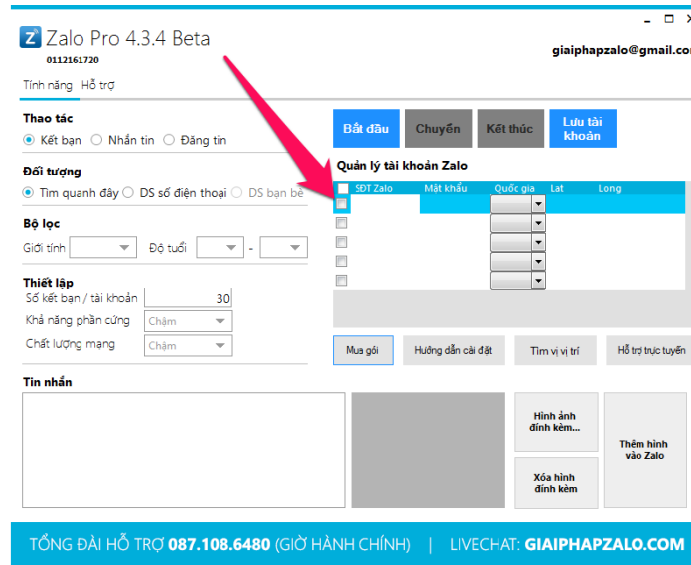 Zalo Pro 4.3.4 Beta
0112161720
giaiphapzalo@gmail.com
Tính năng Hỗ trợ
Thao tác
Kết bạn Nhắn tin Đăng tin
Bắt đầu Chuyển Kết thúc Lưu tài khoản
Quản lý tài khoản Zalo
Đối tượng
Tìm quanh đây DS số điện thoại DS bạn bè
SĐT Zalo Mật khẩu Quốc gia Lat Long
Bộ lọc
Giới tính Độ tuổi -
Thiết lập
Số kết bạn / tài khoản 30
Khả năng phần cứng Chậm
Chất lượng mạng Chậm
Mua gói Hướng dẫn cài đặt Tìm vị vị trí Hỗ trợ trực tuyến
Tin nhắn
Hình ảnh
đính kèm...
Thêm hình
vào Zalo
Xóa hình
đính kèm
TỔNG ĐÀI HỖ TRỢ 087.108.6480 (GIỜ HÀNH CHÍNH) | LIVECHAT: GIAIPHAPZALO.COM